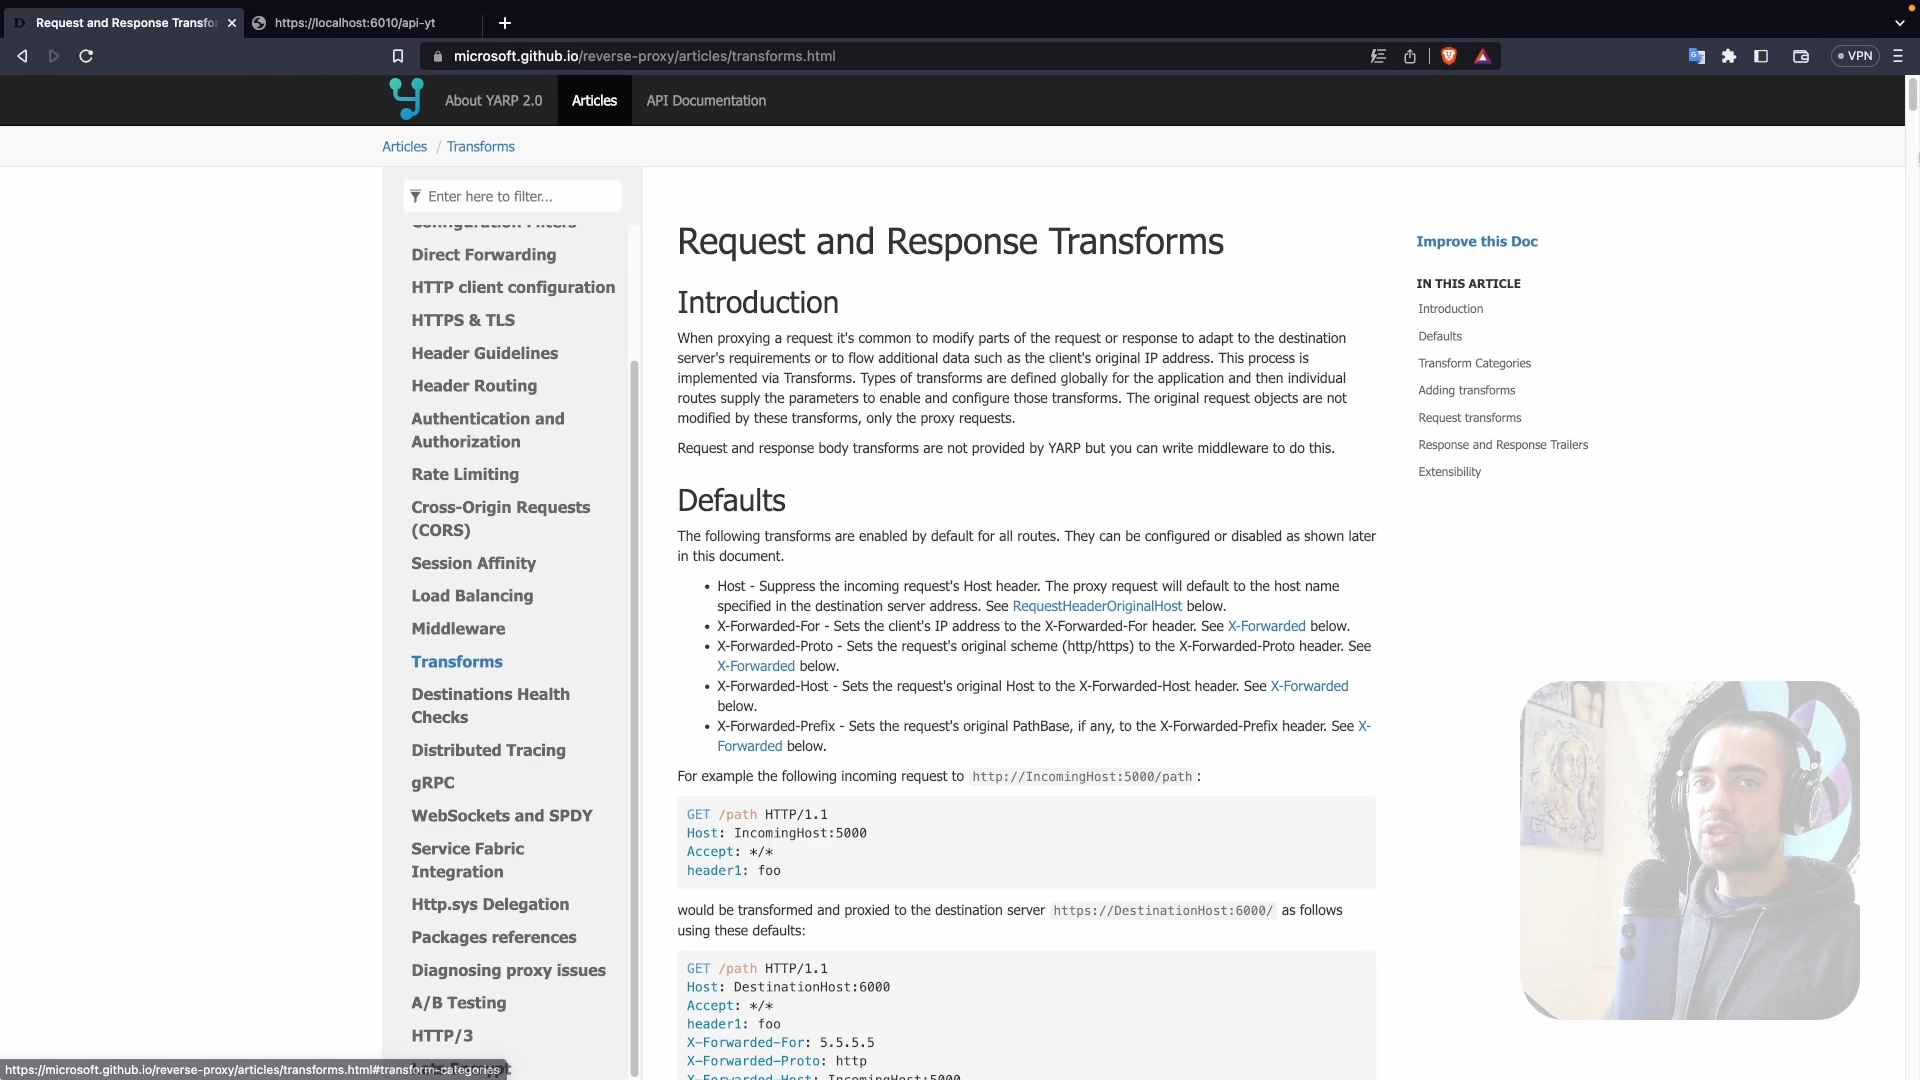 Request and Response Transfo
https://localhost:6010/api-yt
microsoft.github.io/reverse-proxy/articles/transforms.html
VPN
About YARP 2.0
Articles
API Documentation
Articles / Transforms
Enter here to filter...
Configuration Filters
Direct Forwarding
HTTP client configuration
HTTPS & TLS
Header Guidelines
Header Routing
Authentication and
Authorization
Rate Limiting
Cross-Origin Requests
(CORS)
Session Affinity
Load Balancing
Middleware
Transforms
Destinations Health
Checks
Distributed Tracing
gRPC
WebSockets and SPDY
Service Fabric
Integration
Http.sys Delegation
Packages references
Diagnosing proxy issues
A/B Testing
HTTP/3
https://microsoft.github.io/reverse-proxy/articles/transforms.html#transform-categories
Request and Response Transforms
Introduction
When proxying a request it's common to modify parts of the request or response to adapt to the destination
server's requirements or to flow additional data such as the client's original IP address. This process is
implemented via Transforms. Types of transforms are defined globally for the application and then individual
routes supply the parameters to enable and configure those transforms. The original request objects are not
modified by these transforms, only the proxy requests.
Request and response body transforms are not provided by YARP but you can write middleware to do this.
Defaults
The following transforms are enabled by default for all routes. They can be configured or disabled as shown later
in this document.
• Host - Suppress the incoming request's Host header. The proxy request will default to the host name
specified in the destination server address. See RequestHeaderOriginalHost below.
• X-Forwarded-For - Sets the client's IP address to the X-Forwarded-For header. See X-Forwarded below.
• X-Forwarded-Proto - Sets the request's original scheme (http/https) to the X-Forwarded-Proto header. See
X-Forwarded below.
• X-Forwarded-Host - Sets the request's original Host to the X-Forwarded-Host header. See X-Forwarded
below.
• X-Forwarded-Prefix - Sets the request's original PathBase, if any, to the X-Forwarded-Prefix header. See X-
Forwarded below.
For example the following incoming request to http://IncomingHost:5000/path :
GET /path HTTP/1.1
Host: IncomingHost:5000
Accept: */*
header1: foo
would be transformed and proxied to the destination server https://DestinationHost:6000/ as follows
using these defaults:
GET /path HTTP/1.1
Host: DestinationHost:6000
Accept: */*
header1: foo
X-Forwarded-For: 5.5.5.5
X-Forwarded-Proto: http
X-Forwarded-Host: IncomingHost:5000
Improve this Doc
IN THIS ARTICLE
Introduction
Defaults
Transform Categories
Adding transforms
Request transforms
Response and Response Trailers
Extensibility